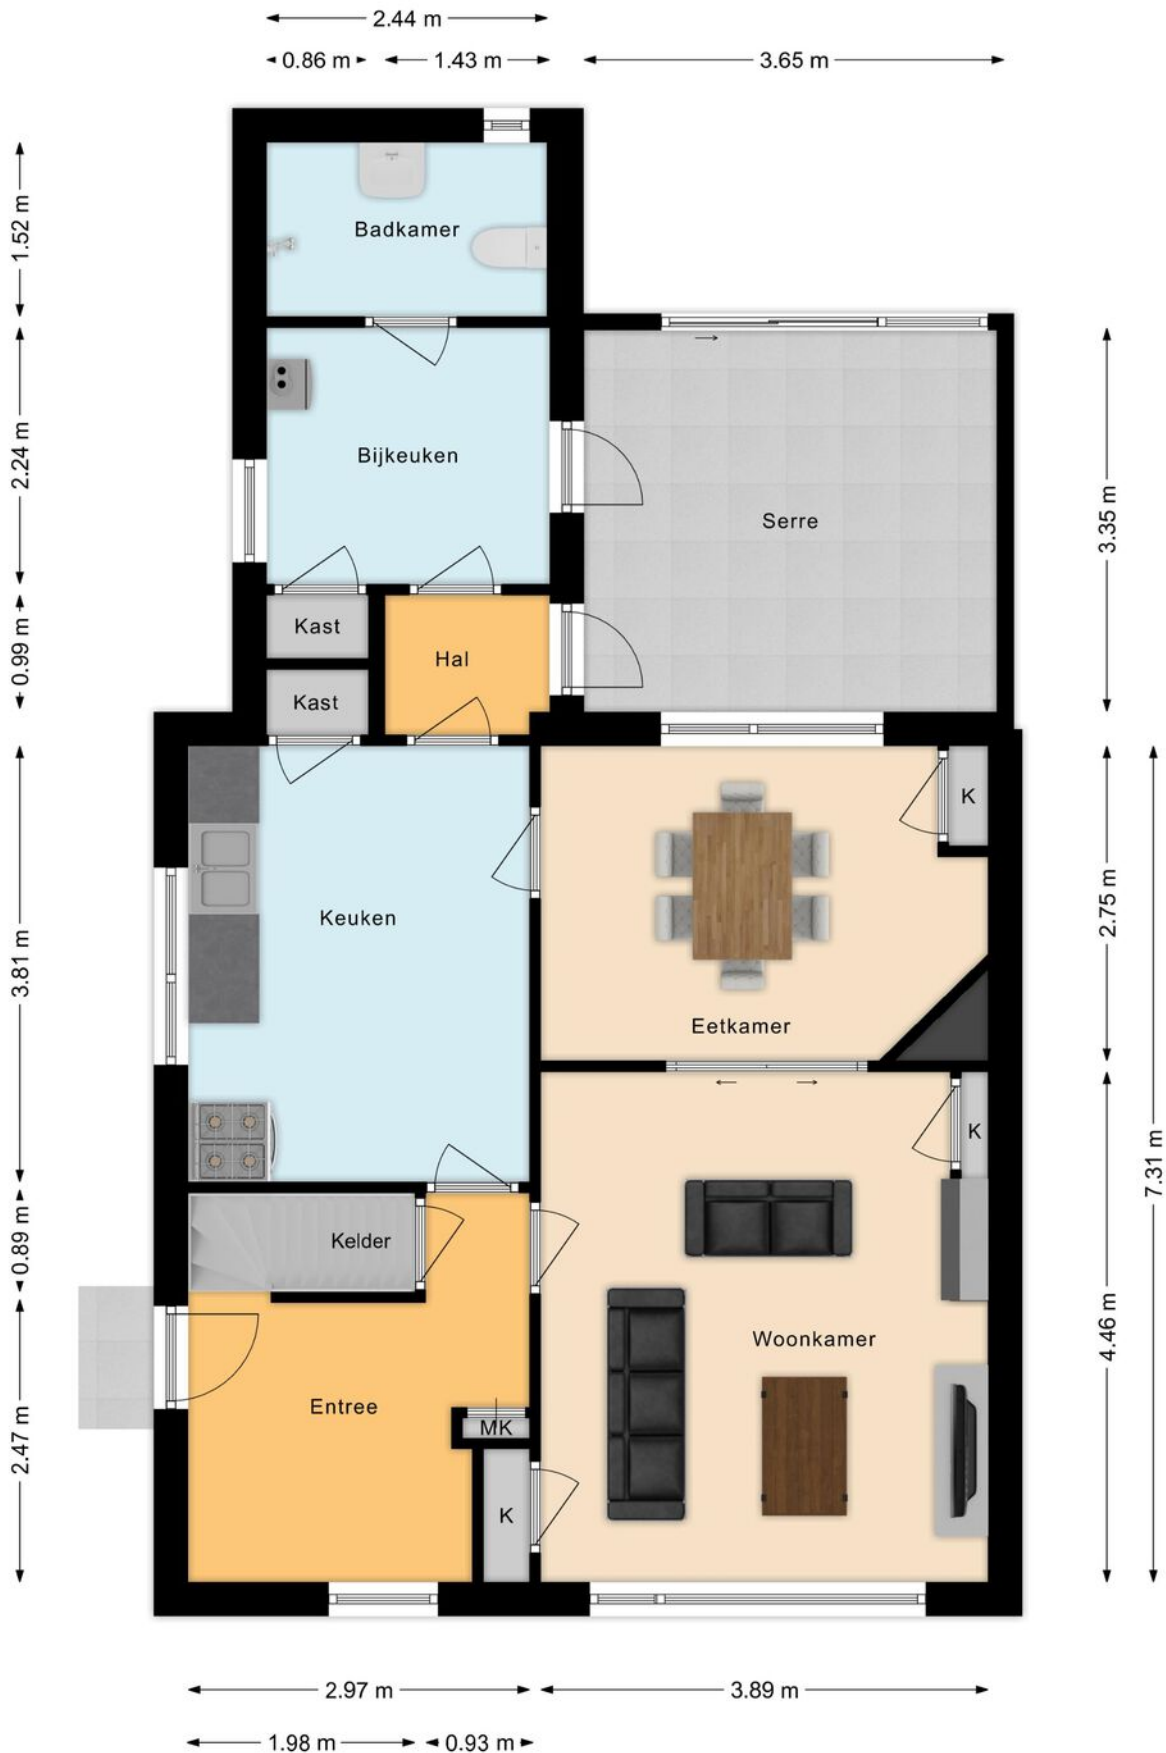 2.44 m
0.86 m
1.43 m
3.65 m
1.52 m
Badkamer
2.24 m
Bijkeuken
Serre
3.35 m
0.99 m
Kast
Hal
Kast
K
2.75 m
Keuken
3.81 m
Eetkamer
K
7.31 m
0.89 m
Kelder
4.46 m
Woonkamer
Entree
2.47 m
MK
K
2.97 m
3.89 m
1.98 m
0.93 m